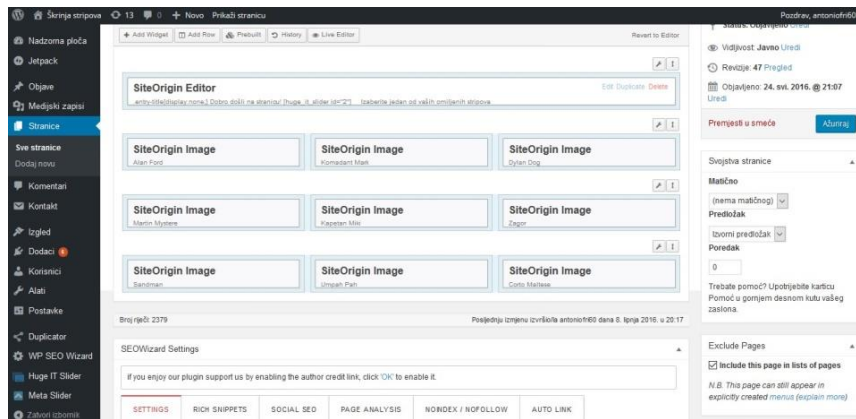 Škrinja stripova 13 0 + Novo Prikaži stranicu Pozdrav, antoniofri60
Nadzorna ploča
Jetpack
Objave
Medijski zapisi
Stranice
Sve stranice
Dodaj novu
Komentari
Kontakt
Izgled
Dodaci
Korisnici
Alati
Postavke
Duplicator
WP SEO Wizard
Huge IT Slider
Meta Slider
Zatvori izbornik
+ Add Widget Add Row Prebuilt History Live Editor Revert to Editor
SiteOrigin Editor Edit Duplicate Delete
.entry-title{display:none;} Dobro došli na stranicu! [huge_it_slider id="2"] Izaberite jedan od vaših omiljenih stripova
SiteOrigin Image SiteOrigin Image SiteOrigin Image
Alan Ford Komadant Mark Dylan Dog
SiteOrigin Image SiteOrigin Image SiteOrigin Image
Martin Mystere Kapetan Miki Zagor
SiteOrigin Image SiteOrigin Image SiteOrigin Image
Sandman Umpah Pah Corto Maltese
Broj riječi: 2379 Posljednju izmjenu izvršio/la antoniofri60 dana 8. lipnja 2016. u 20:17
SEOWizard Settings
If you enjoy our plugin support us by enabling the author credit link, click 'OK' to enable it.
SETTINGS RICH SNIPPETS SOCIAL SEO PAGE ANALYSIS NOINDEX / NOFOLLOW AUTO LINK
Status: Objavljeno Uredi
Vidljivost: Javno Uredi
Revizije: 47 Pregled
Objavljeno: 24. svi. 2016. @ 21:07
Uredi
Premjesti u smeće Ažuriraj
Svojstva stranice
Matično
(nema matičnog)
Predložak
Izvorni predložak
Poredak
0
Trebate pomoć? Upotrijebite karticu
Pomoć u gornjem desnom kutu vašeg
zaslona.
Exclude Pages
Include this page in lists of pages
N.B. This page can still appear in
explicitly created menus (explain more)